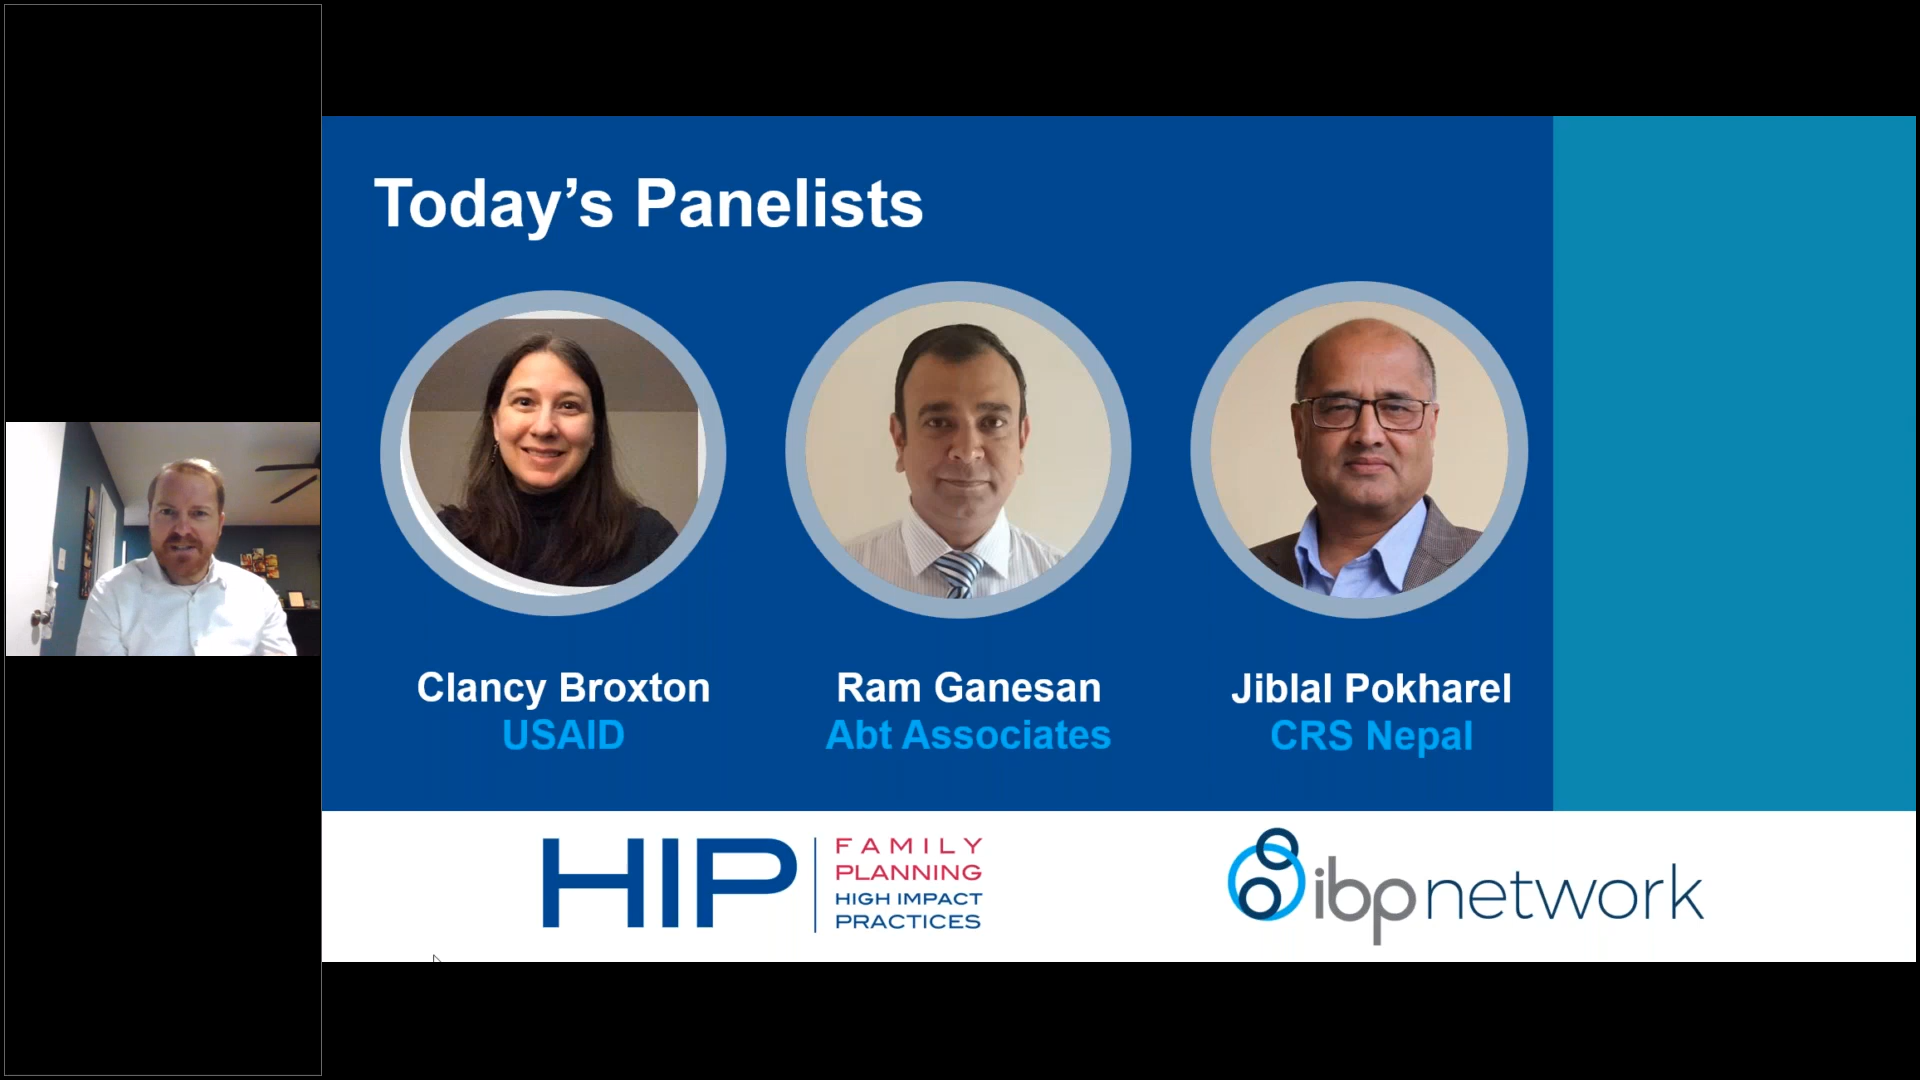 Today’s Panelists
Clancy Broxton
USAID
Ram Ganesan
Abt Associates
Jiblal Pokharel
CRS Nepal
HIP
FAMILY
PLANNING
HIGH IMPACT
PRACTICES
ibpnetwork